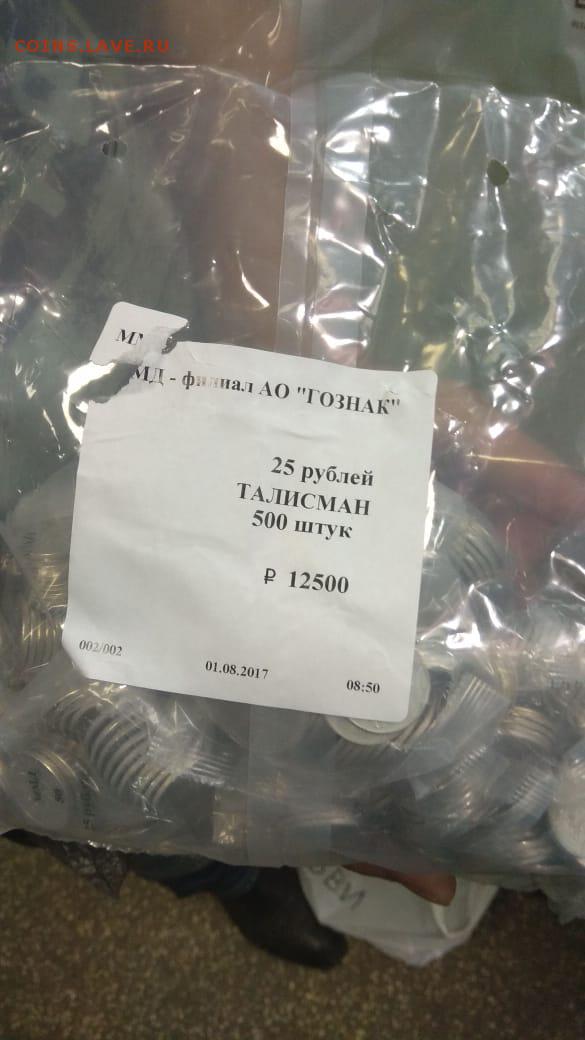 COINS.LAVE.RU
ММД - филиал АО "ГОЗНАК"
25 рублей
ТАЛИСМАН
500 штук
₽ 12500
002/002
01.08.2017
08:50